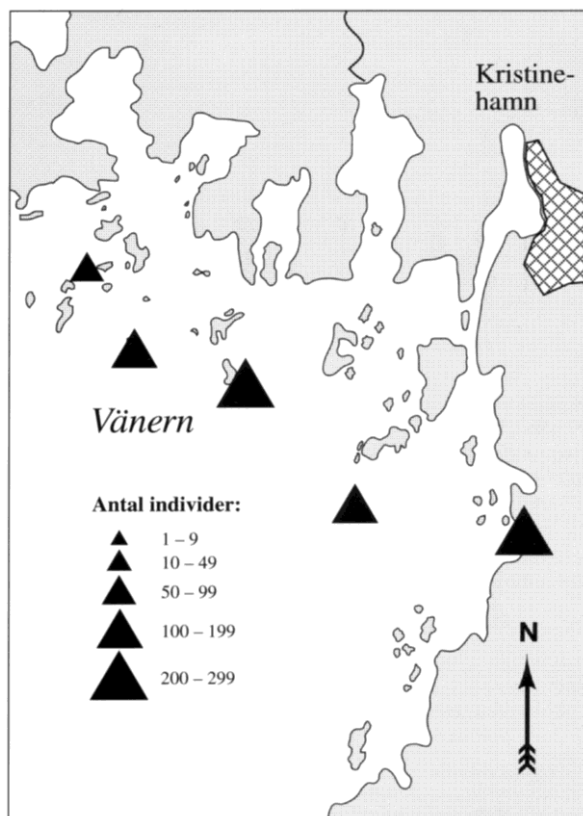 Kristine-
hamn
Vänern
Antal individer:
1 – 9
10 – 49
50 – 99
100 – 199
200 – 299
N